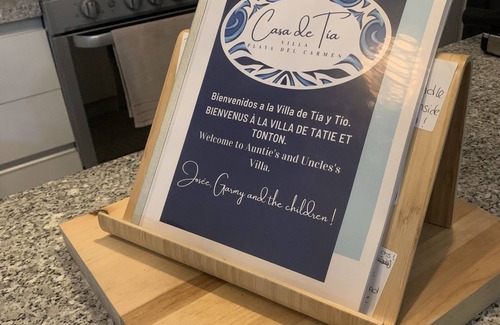 Casa de Tía
VILLA
PLAYA DEL CARMEN
Bienvenidos a la Villa de Tía y Tío.
BIENVENUS À LA VILLA DE TATIE ET
TONTON.
Welcome to Auntie's and Uncles's
Villa.
Josée, Garmy and the children!